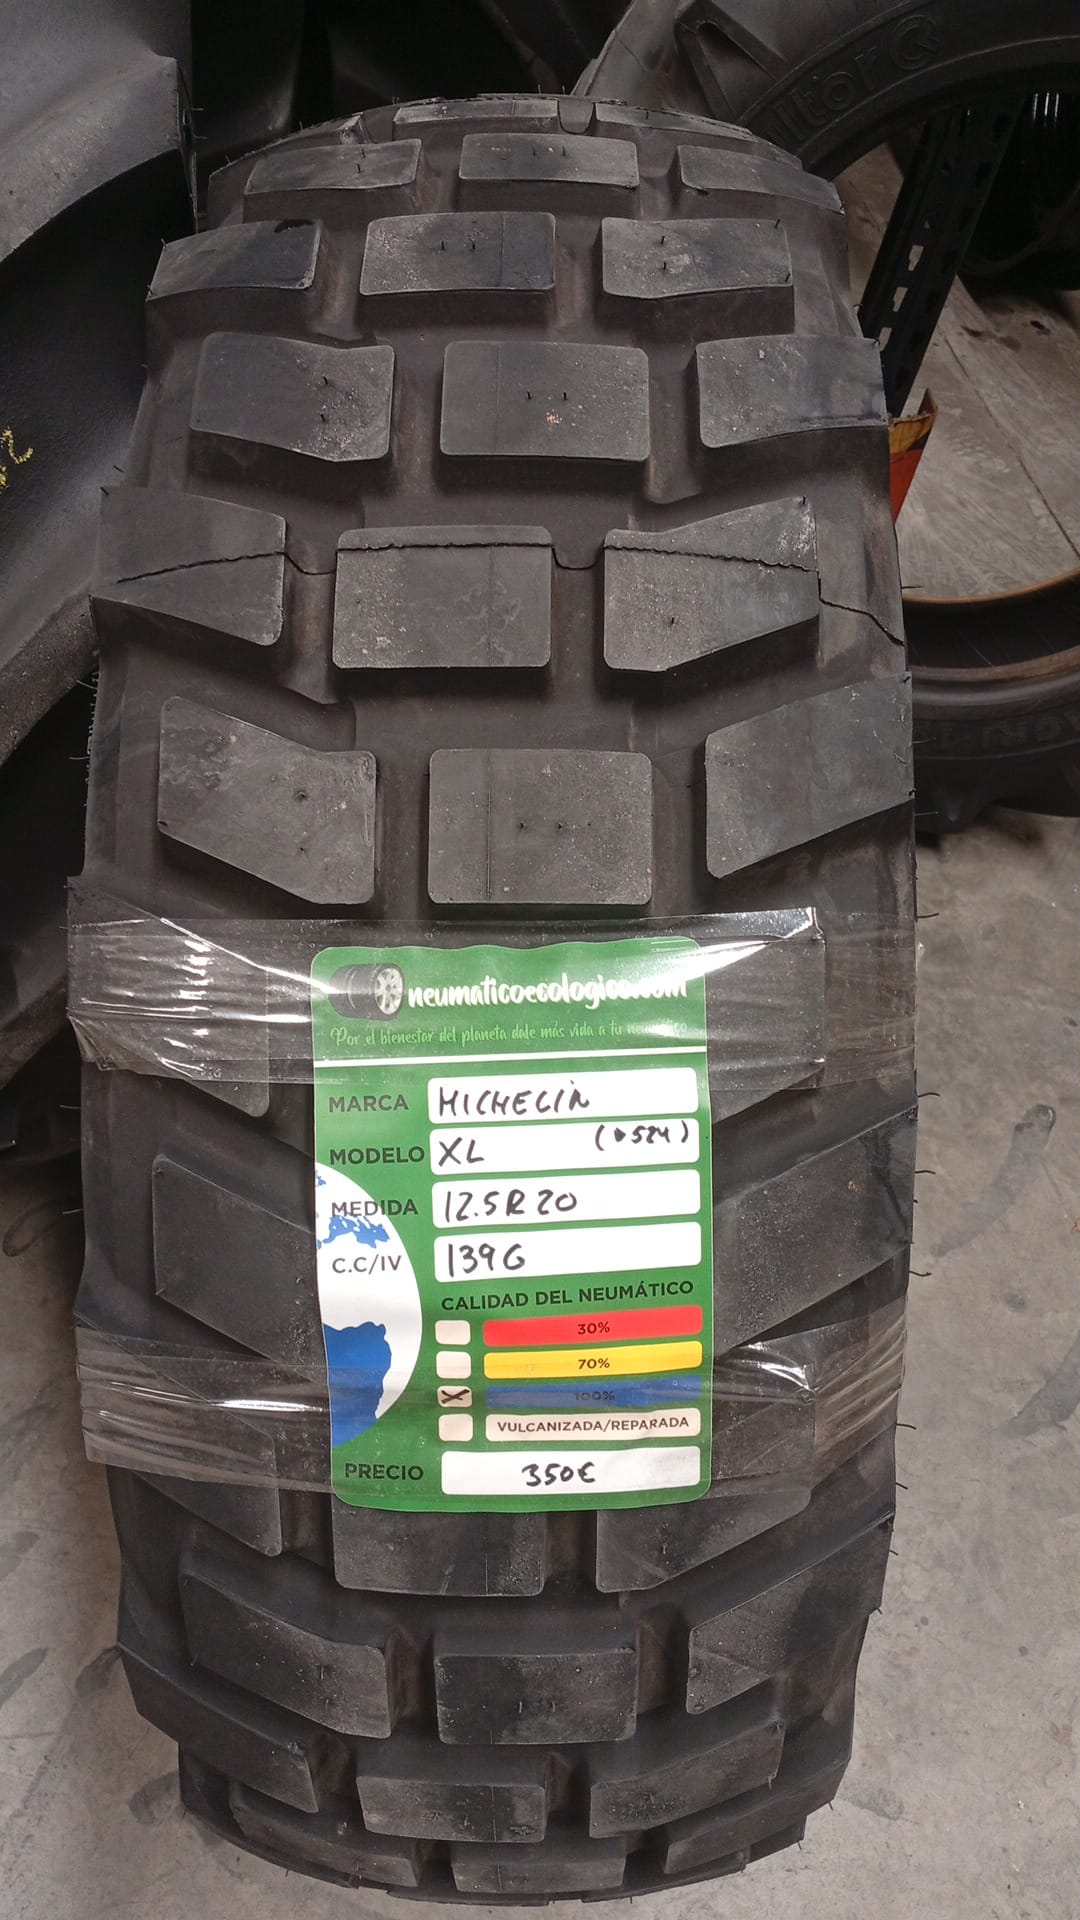 neumaticoecologico.com
Por el bienestar del planeta dale más vida a tu neumático
MARCA MICHELIN
MODELO XL
MEDIDA 12.5R20
C.C/IV 139G
CALIDAD DEL NEUMÁTICO
30%
70%
100%
VULCANIZADA/REPARADA
PRECIO 350€